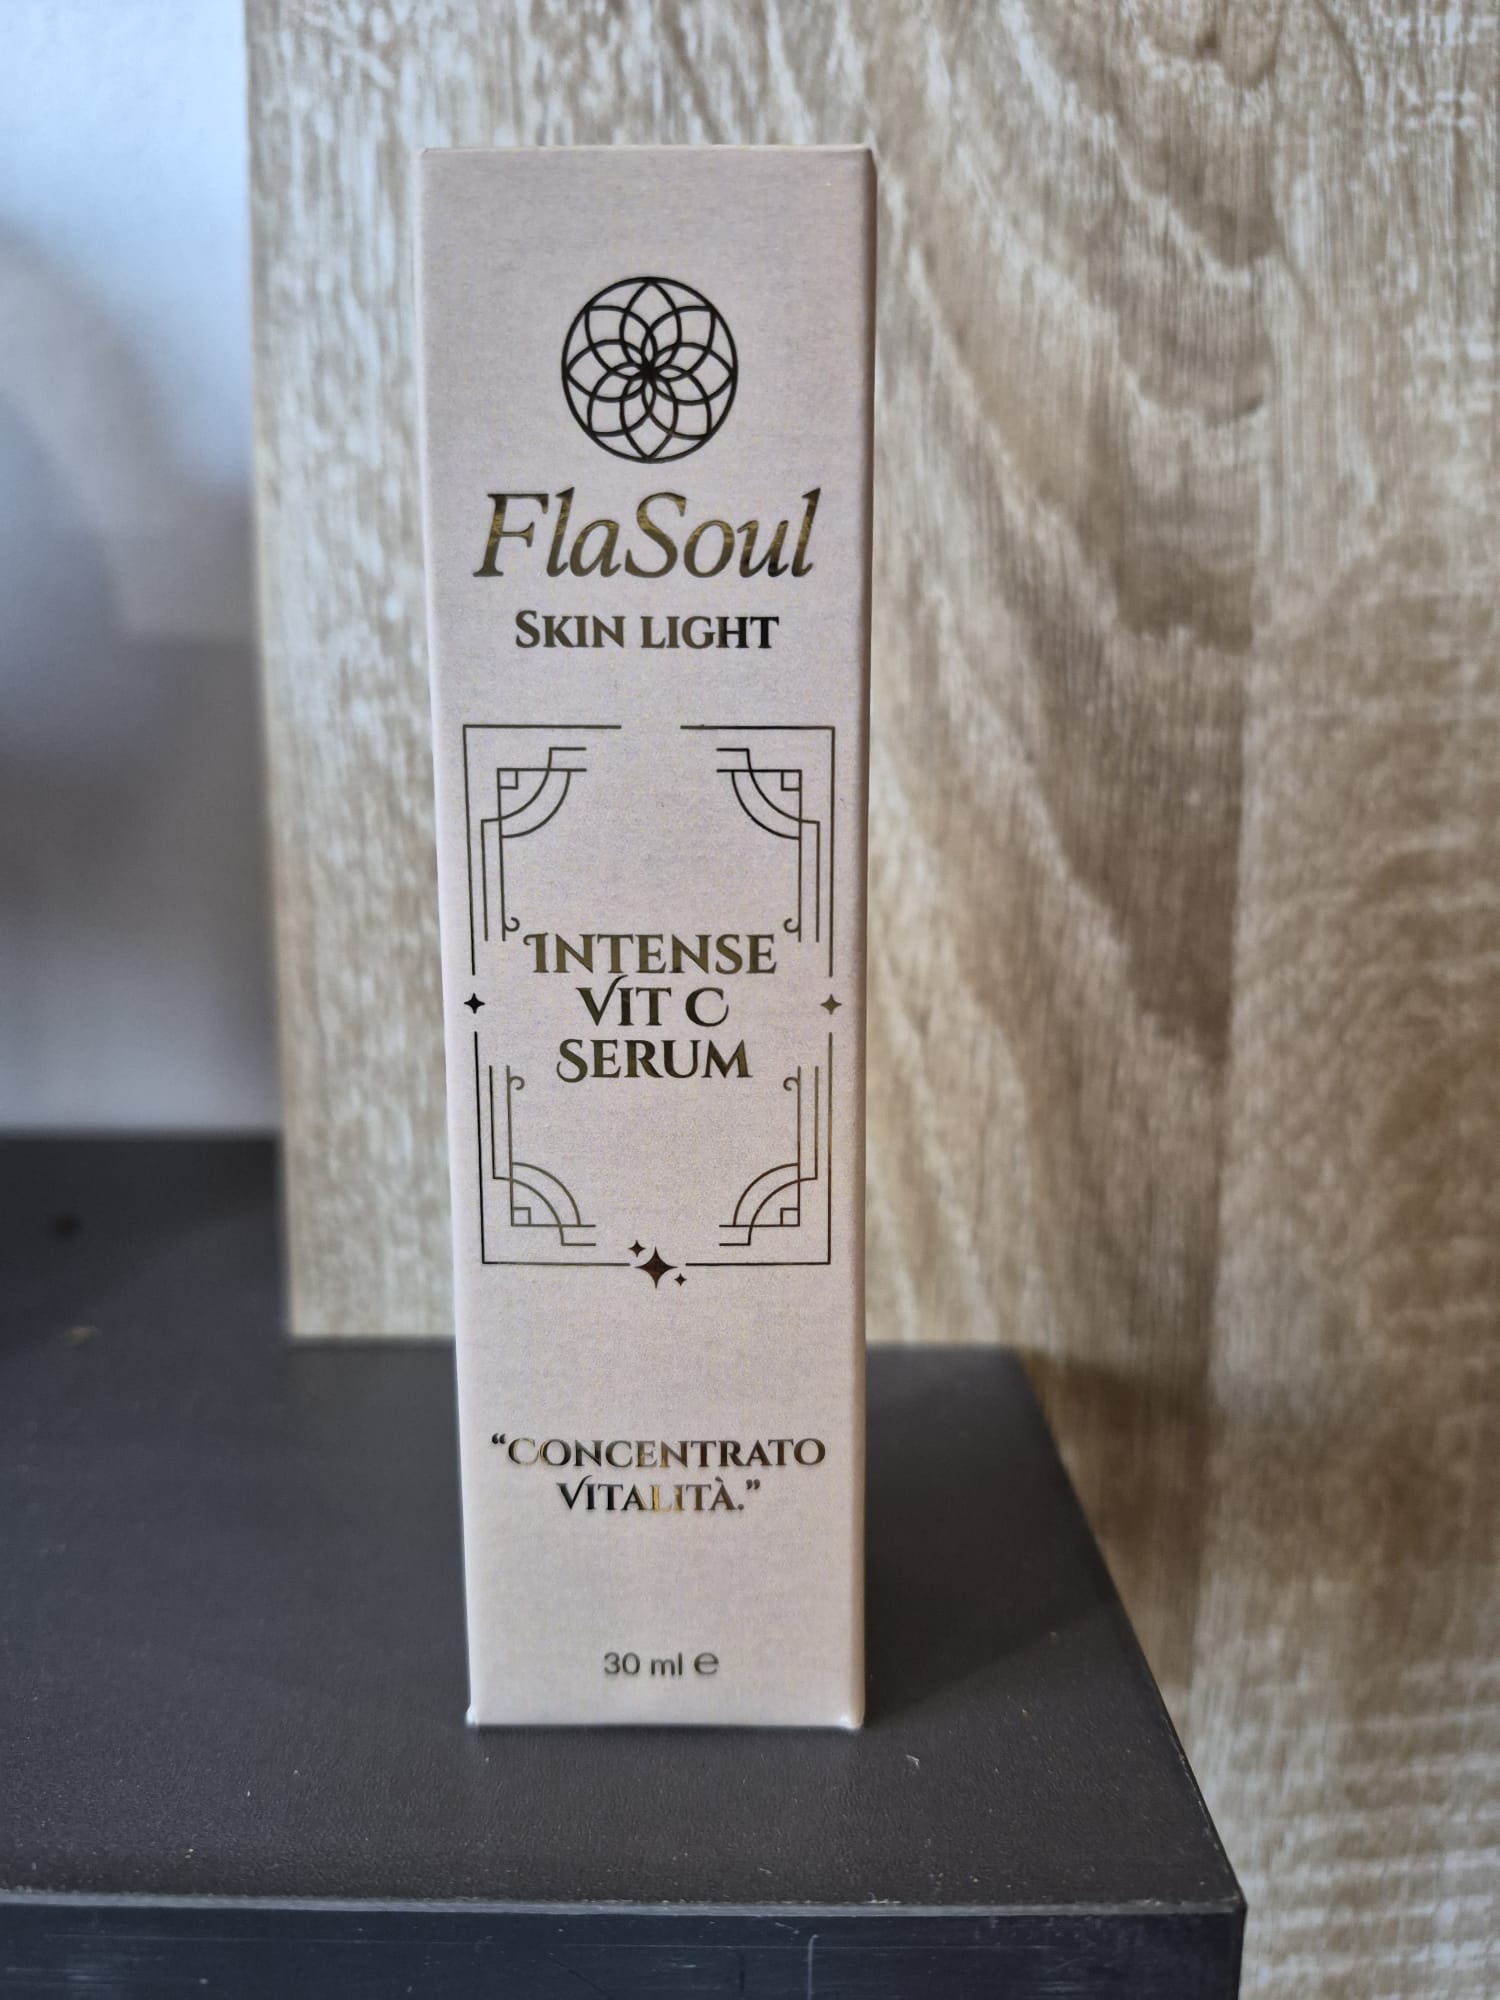 FlaSoul
SKIN LIGHT
INTENSE
VIT C
SERUM
“CONCENTRATO
VITALITÀ.”
30 ml ℮